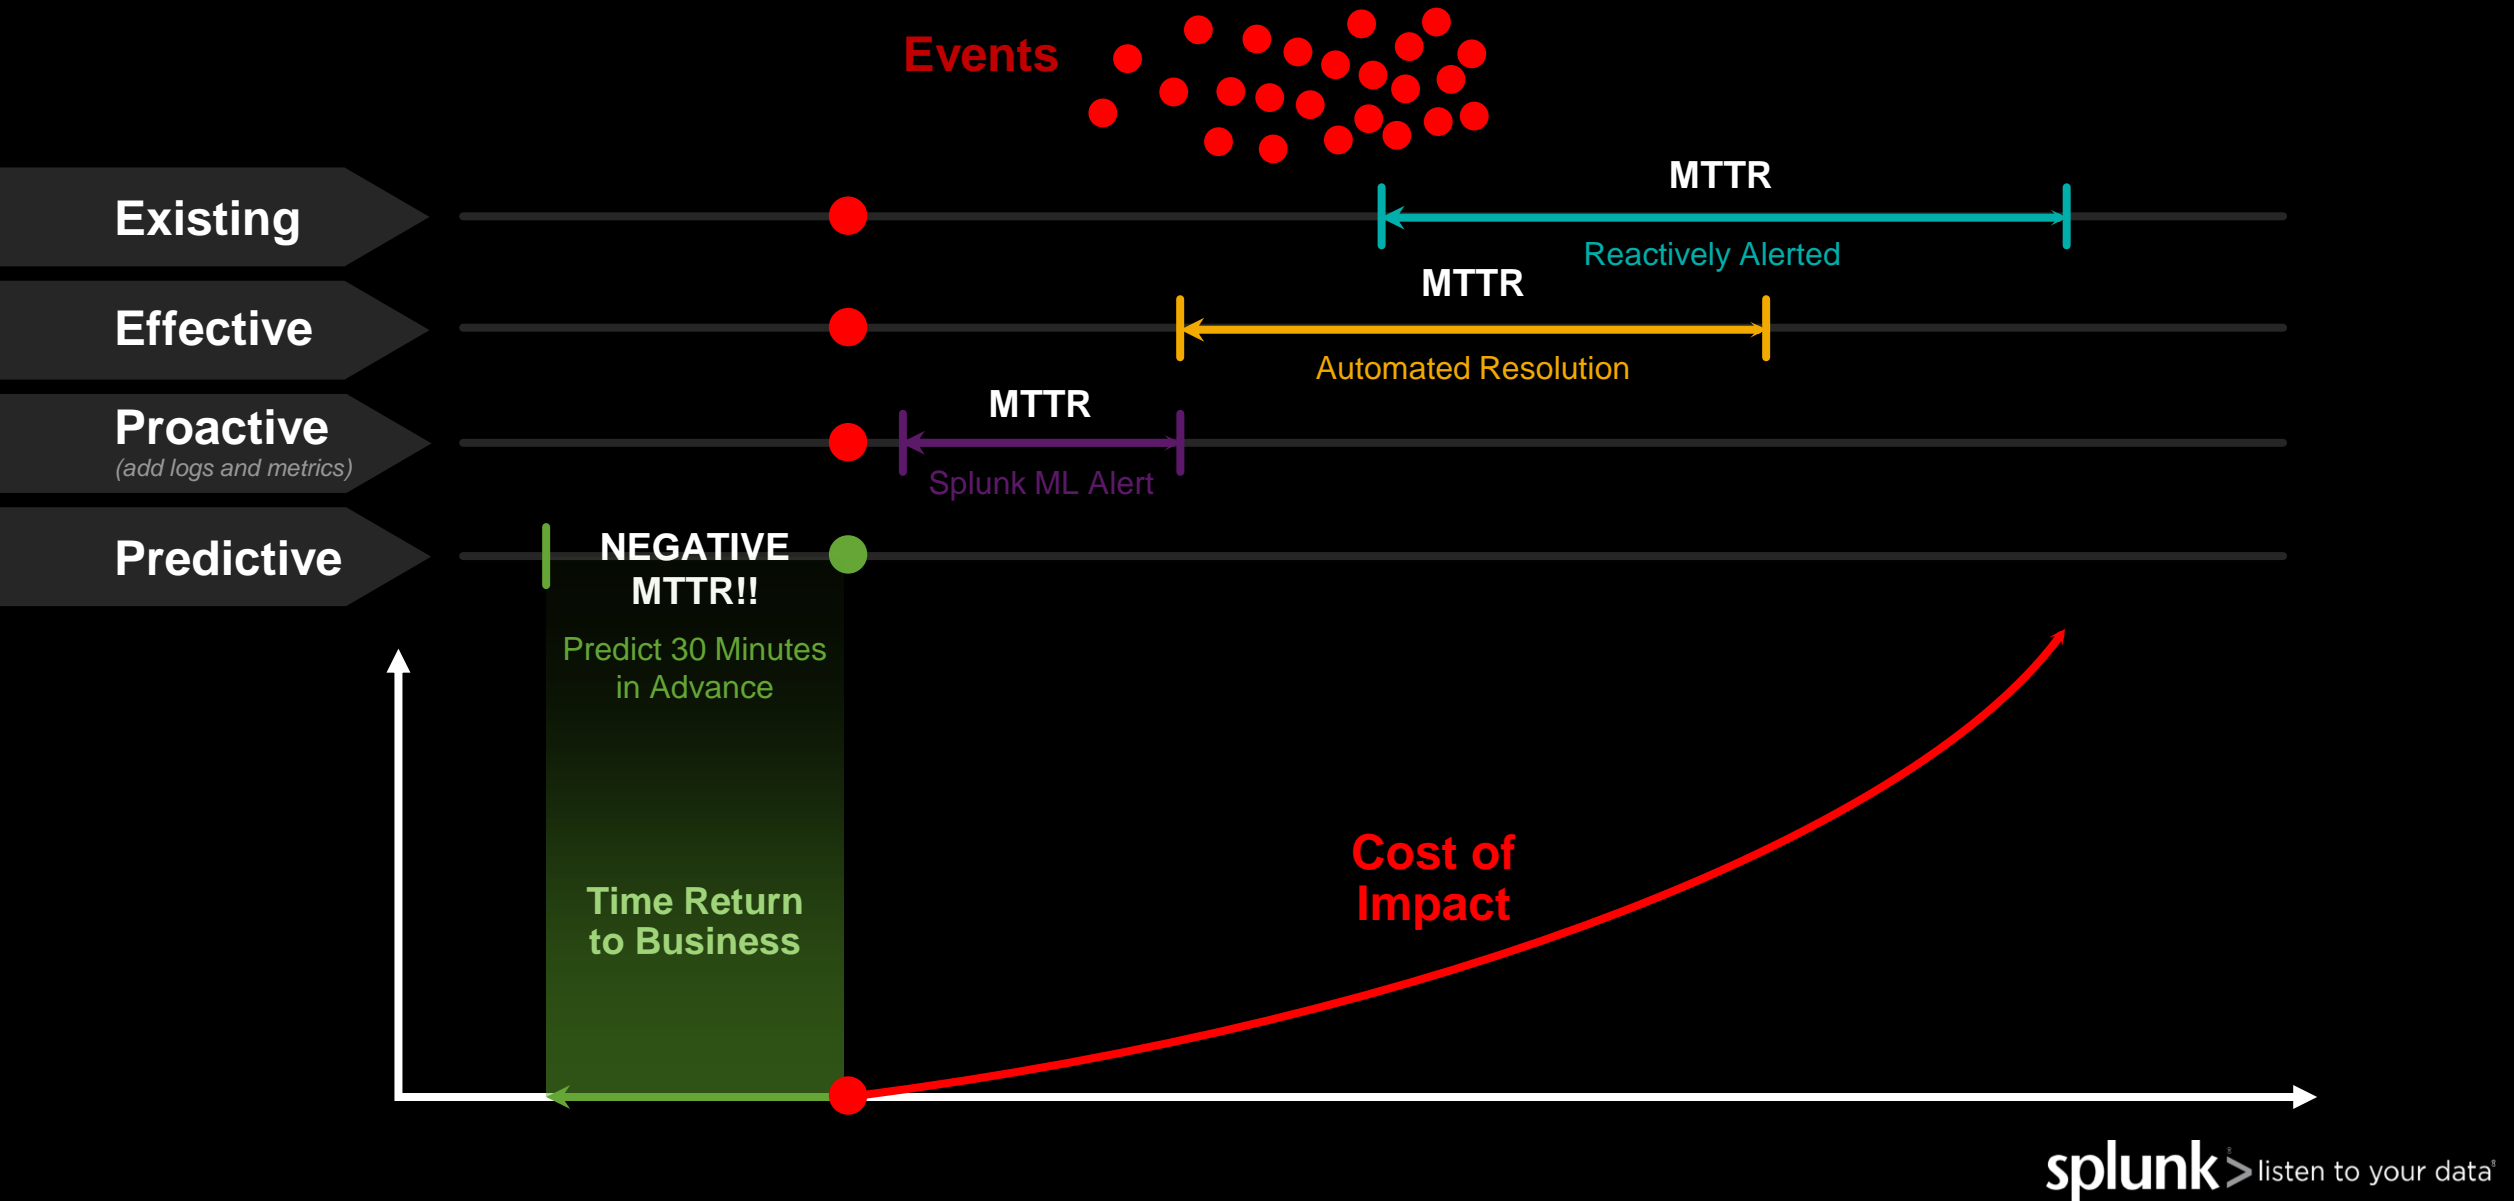 Events
MTTR
Existing
Reactively Alerted
MTTR
Effective
Automated Resolution
MTTR
Proactive
(add logs and metrics)
Splunk ML Alert
NEGATIVE
MTTR!!
Predictive
Predict 30 Minutes
in Advance
Cost of
Impact
Time Return
to Business
splunk> listen to your data